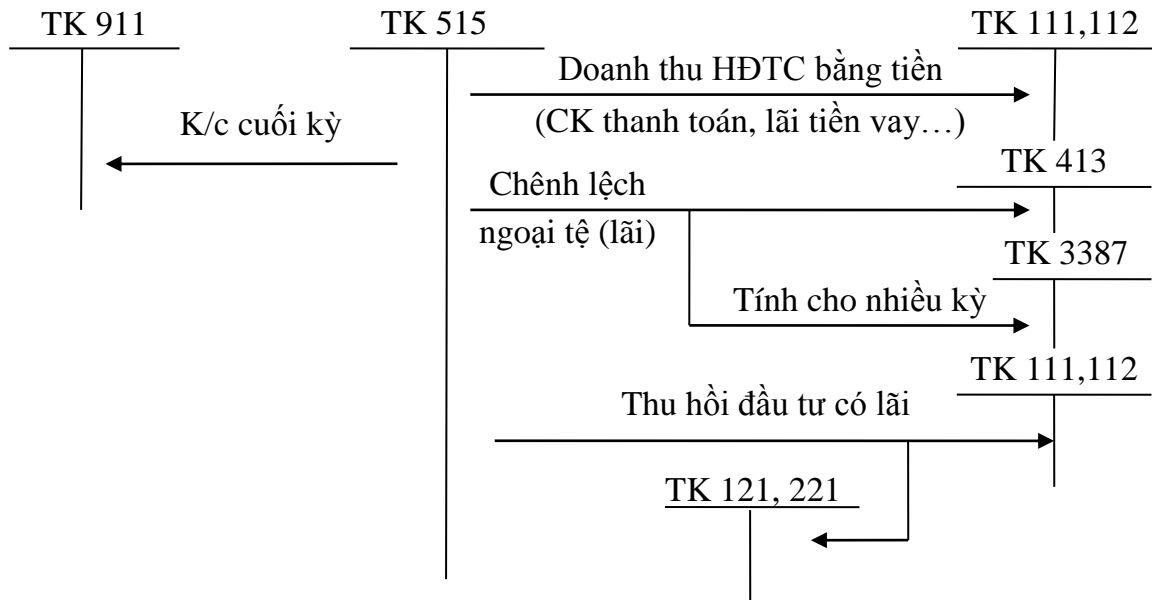 TK 911
TK 515
TK 111,112
Doanh thu HĐTC bằng tiền
K/c cuối kỳ
(CK thanh toán, lãi tiền vay…)
TK 413
Chênh lệch
ngoại tệ (lãi)
TK 3387
Tính cho nhiều kỳ
TK 111,112
Thu hồi đầu tư có lãi
TK 121, 221